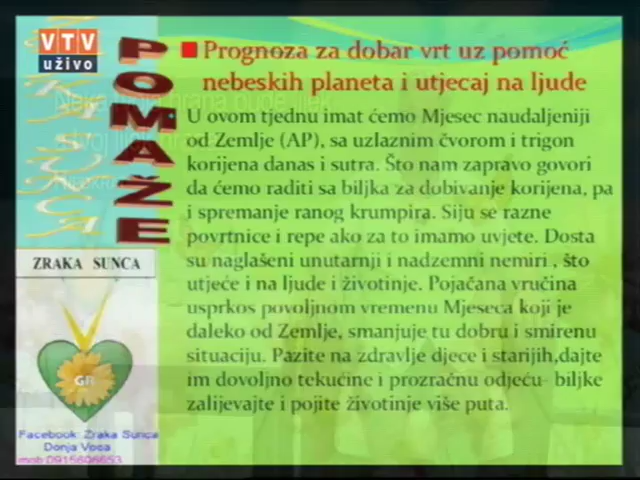 VTV
uživo
POMAŽE
Prognoza za dobar vrt uz pomoć
nebeskih planeta i utjecaj na ljude
U ovom tjednu imat ćemo Mjesec naudaljeniji
od Zemlje (AP), sa uzlaznim čvorom i trigon
korijena danas i sutra. Što nam zapravo govori
da ćemo raditi sa biljka za dobivanje korijena, pa
i spremanje ranog krumpira. Siju se razne
povrtnice i repe ako za to imamo uvjete. Dosta
su naglašeni unutarnji i nadzemni nemiri , što
utječe i na ljude i životinje. Pojačana vručina
usprkos povoljnom vremenu Mjeseca koji je
daleko od Zemlje, smanjuje tu dobru i smirenu
situaciju. Pazite na zdravlje djece i starijih,dajte
im dovoljno tekućine i prozračnu odjeću- biljke
zalijevajte i pojite životinje više puta.
ZRAKA SUNCA
GR
Facebook: Zraka Sunca
Donja Voća